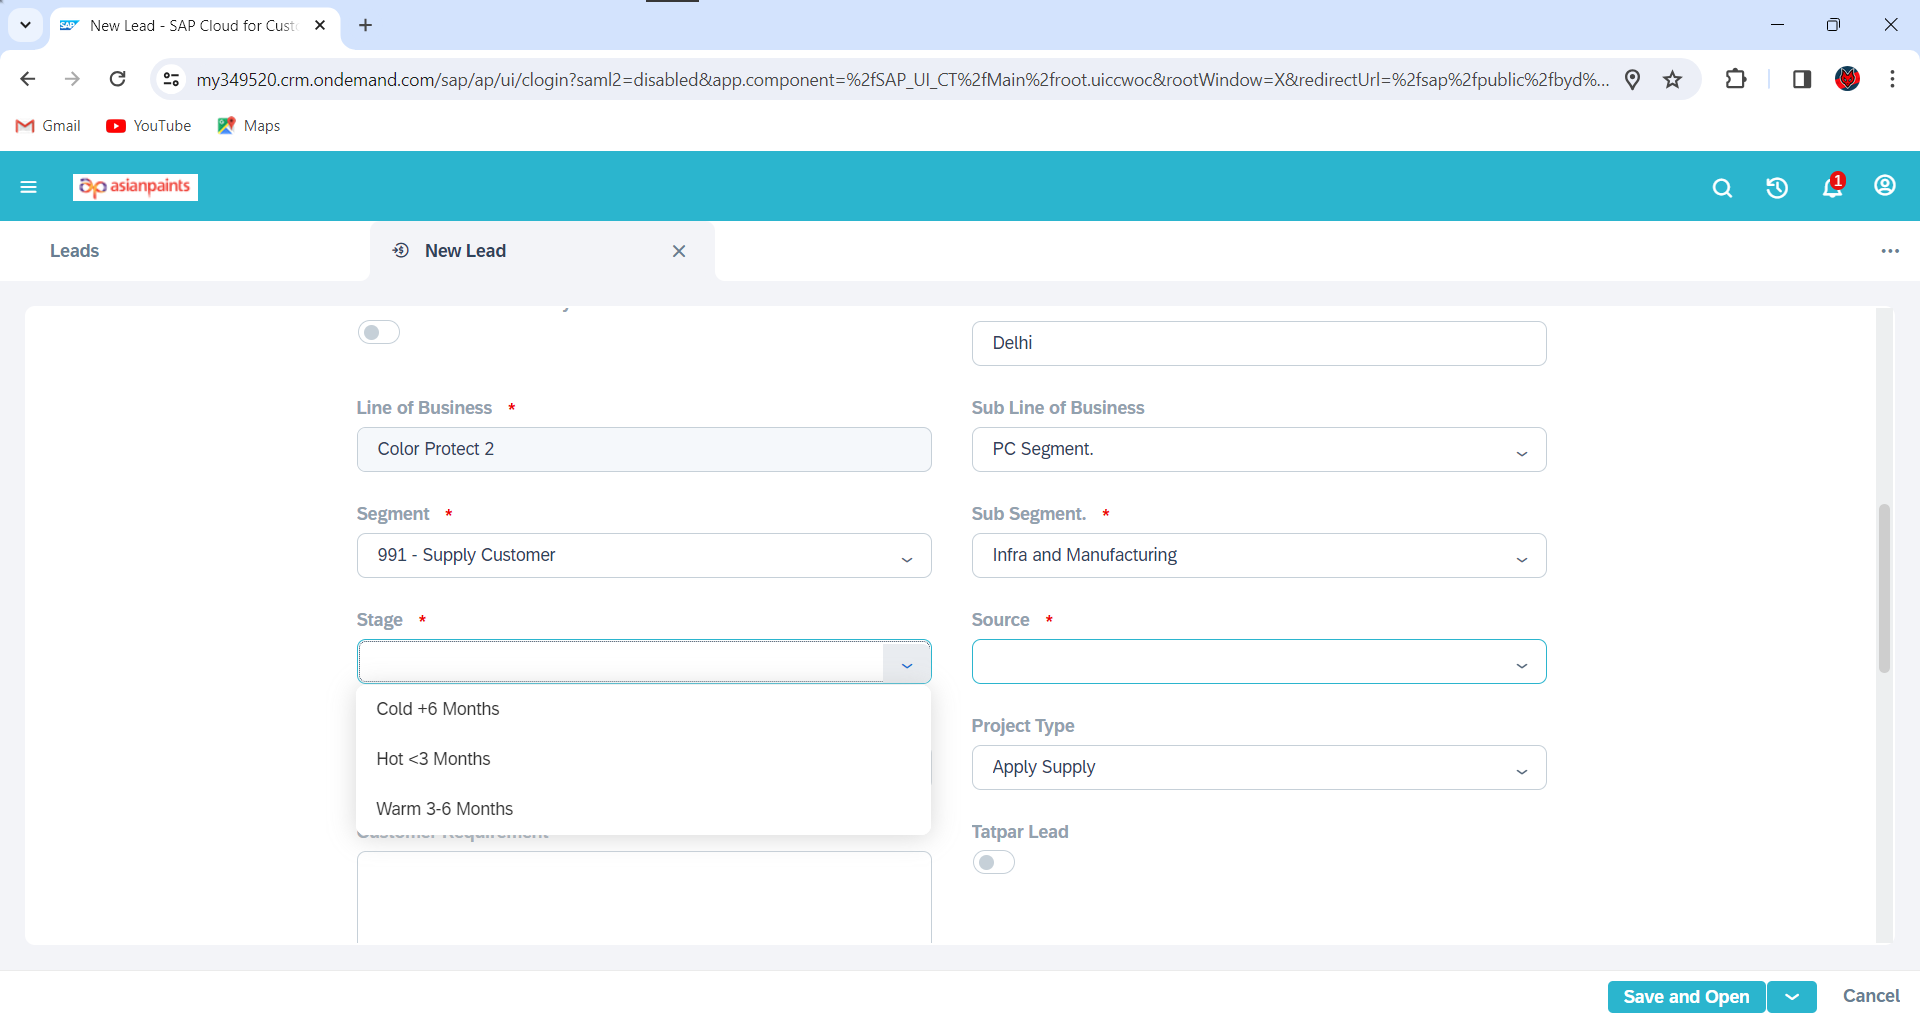 New Lead - SAP Cloud for Cust
my349520.crm.ondemand.com/sap/ap/ui/clogin?saml2=disabled&app.component=%2fSAP_UI_CT%2fMain%2froot.uiccwoc&rootWindow=X&redirectUrl=%2fsap%2fpublic%2fbyd%...
Gmail YouTube Maps
asianpaints
1
Leads New Lead
Delhi
Line of Business * Sub Line of Business
Color Protect 2 PC Segment.
Segment * Sub Segment. *
991 - Supply Customer Infra and Manufacturing
Stage * Source *
Cold +6 Months
Project Type
Hot <3 Months
Apply Supply
Warm 3-6 Months
Customer Requirement Tatpar Lead
Save and Open Cancel